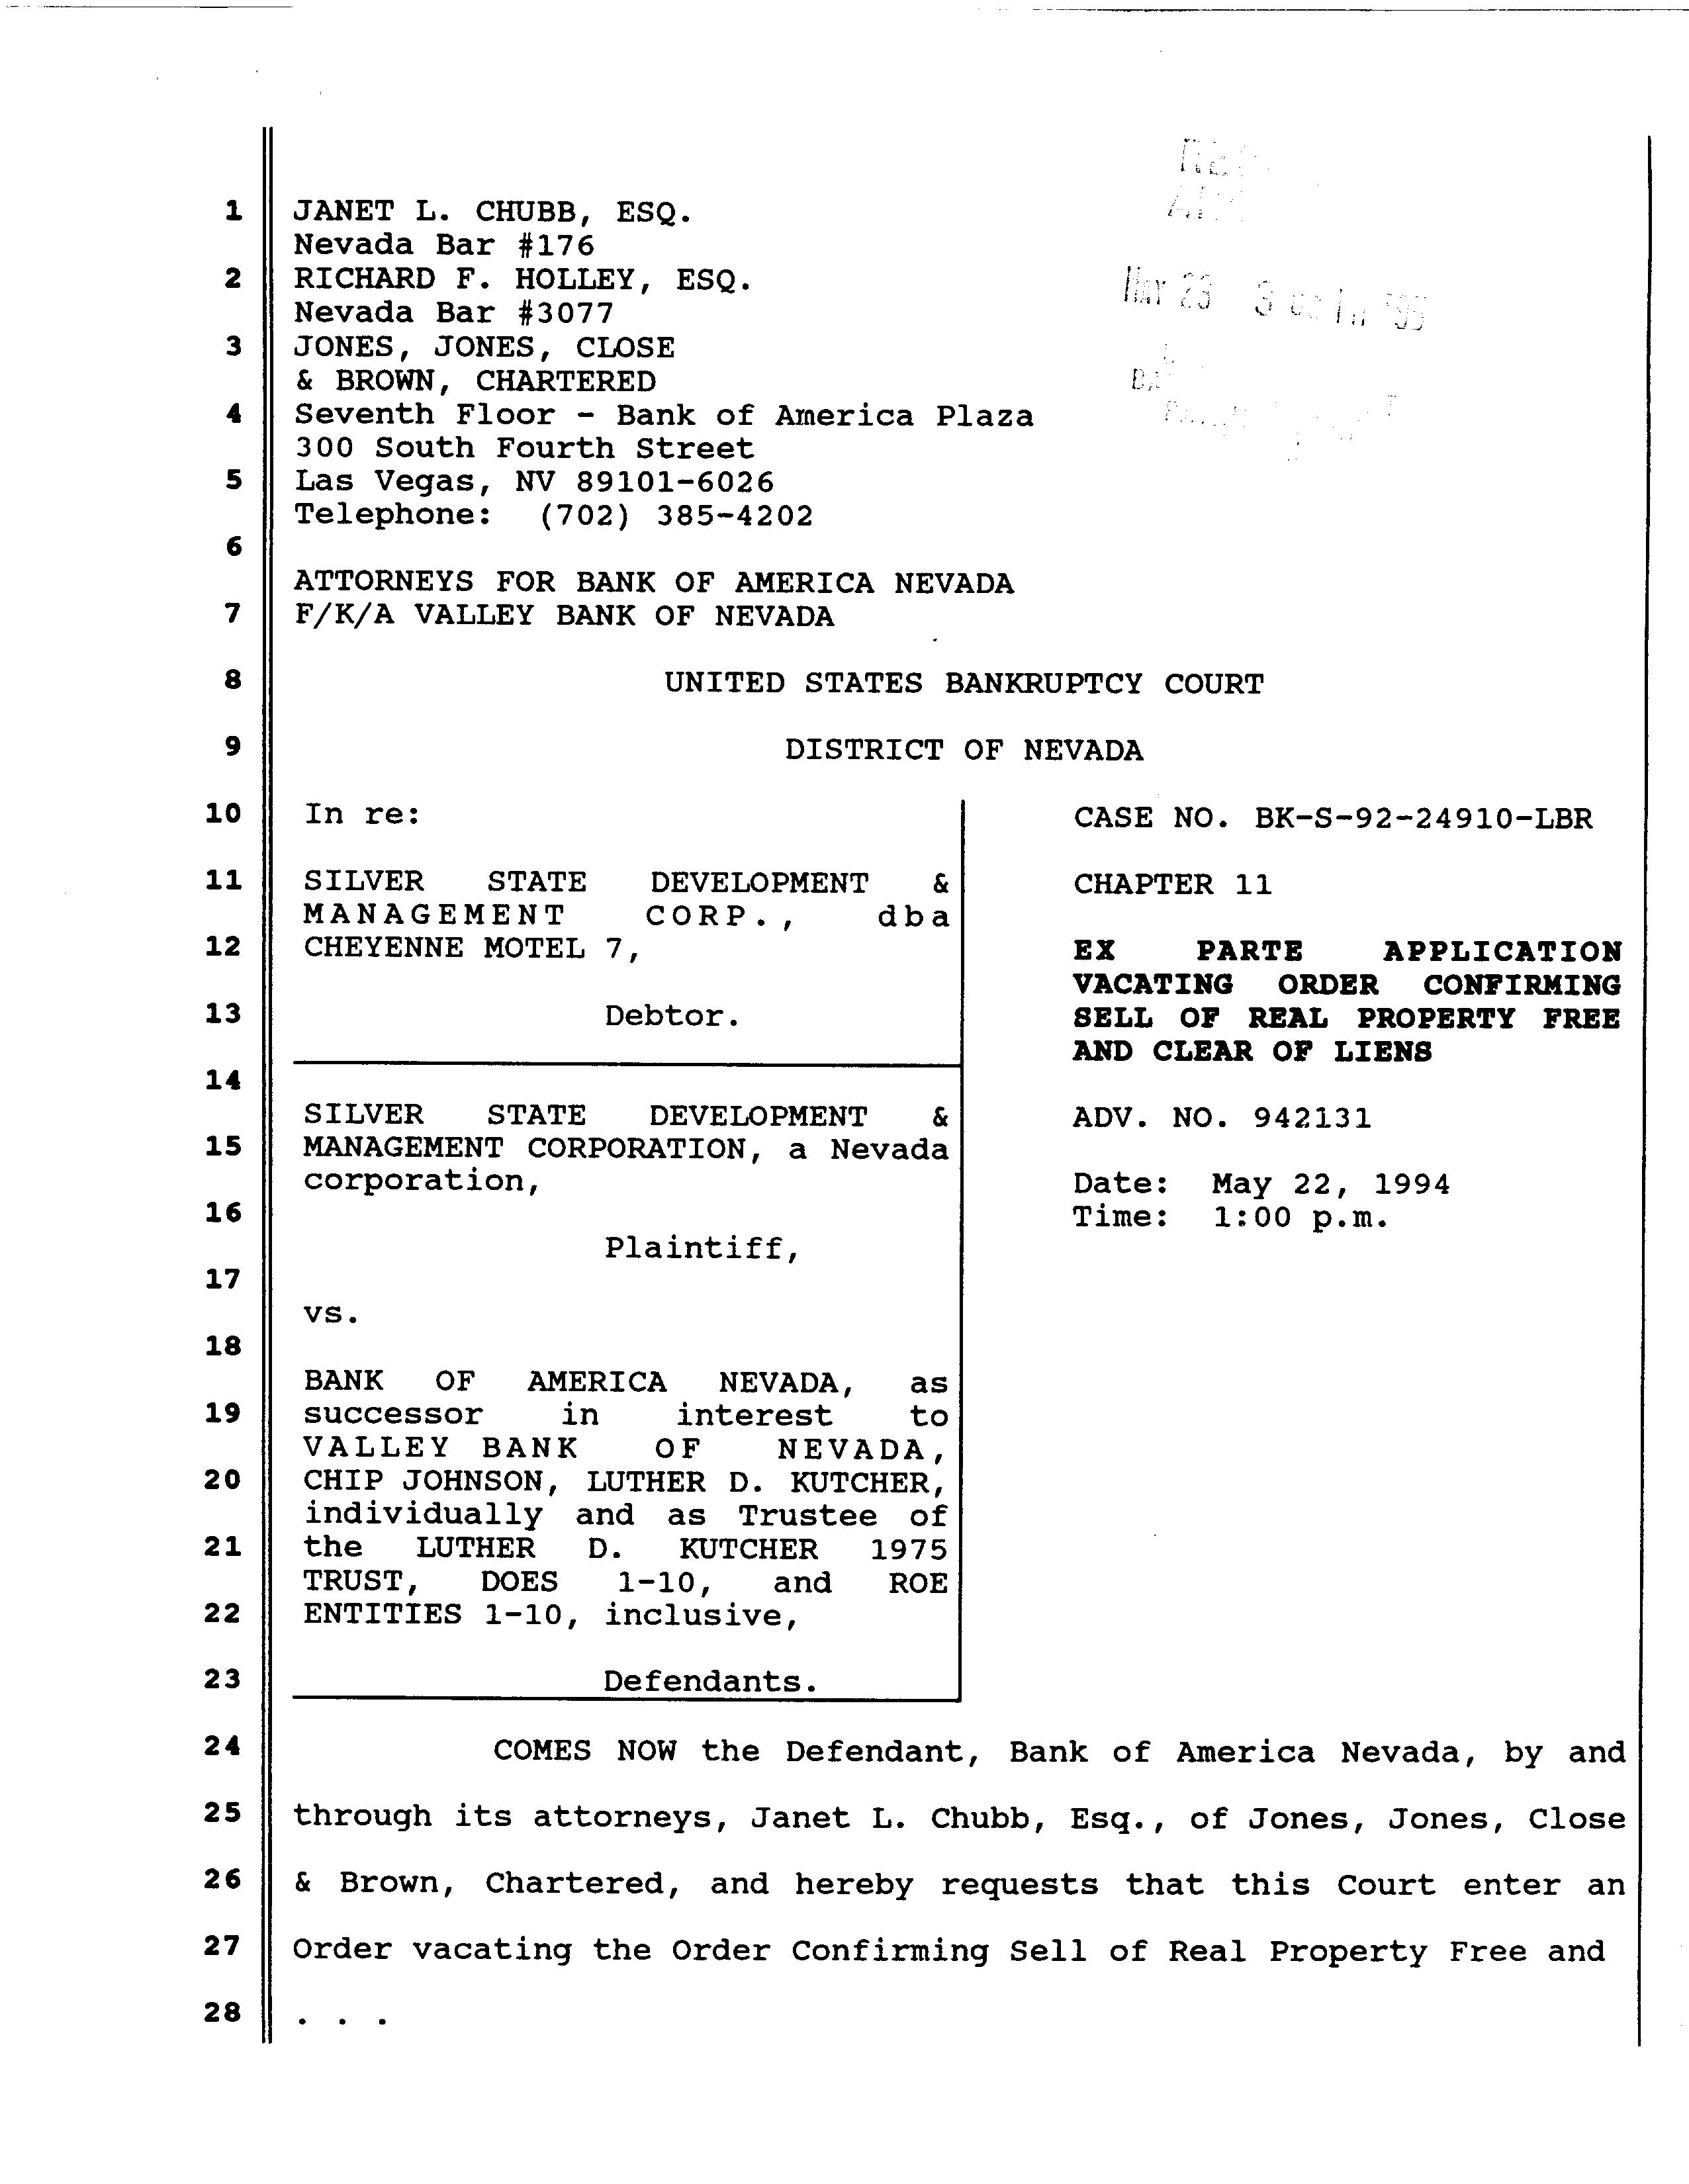 1 JANET L. CHUBB, ESQ.
Nevada Bar #176
2 RICHARD F. HOLLEY, ESQ.
Nevada Bar #3077
3 JONES, JONES, CLOSE
& BROWN, CHARTERED
4 Seventh Floor - Bank of America Plaza
300 South Fourth Street
5 Las Vegas, NV 89101-6026
Telephone: (702) 385-4202
6
ATTORNEYS FOR BANK OF AMERICA NEVADA
7 F/K/A VALLEY BANK OF NEVADA
MAY 23
8 UNITED STATES BANKRUPTCY COURT
9 DISTRICT OF NEVADA
10 In re:
11 SILVER STATE DEVELOPMENT &
MANAGEMENT CORP., dba
12 CHEYENNE MOTEL 7,
13 Debtor.
14
SILVER STATE DEVELOPMENT &
15 MANAGEMENT CORPORATION, a Nevada
corporation,
16
Plaintiff,
17
vs.
18
BANK OF AMERICA NEVADA, as
19 successor in interest to
VALLEY BANK OF NEVADA,
20 CHIP JOHNSON, LUTHER D. KUTCHER,
individually and as Trustee of
21 the LUTHER D. KUTCHER 1975
TRUST, DOES 1-10, and ROE
22 ENTITIES 1-10, inclusive,
23 Defendants.
CASE NO. BK-S-92-24910-LBR
CHAPTER 11
EX PARTE APPLICATION
VACATING ORDER CONFIRMING
SELL OF REAL PROPERTY FREE
AND CLEAR OF LIENS
ADV. NO. 942131
Date: May 22, 1994
Time: 1:00 p.m.
24 COMES NOW the Defendant, Bank of America Nevada, by and
25 through its attorneys, Janet L. Chubb, Esq., of Jones, Jones, Close
26 & Brown, Chartered, and hereby requests that this Court enter an
27 Order vacating the Order Confirming Sell of Real Property Free and
28 . . .